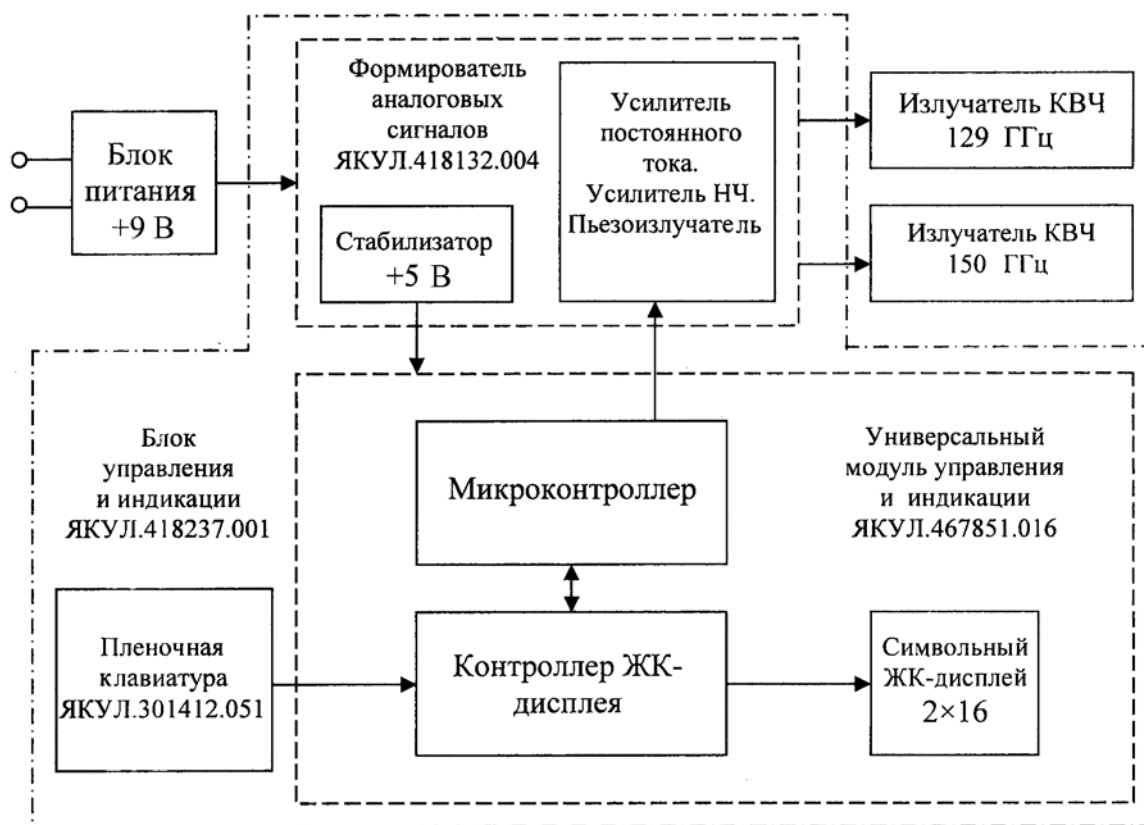 Блок
питания
+9 В
Формирователь
аналоговых
сигналов
ЯКУЛ.418132.004
Стабилизатор
+5 В
Усилитель
постоянного
тока.
Усилитель НЧ.
Пьезоизлучатель
Излучатель КВЧ
129 ГГц
Излучатель КВЧ
150 ГГц
Блок
управления
и индикации
ЯКУЛ.418237.001
Микроконтроллер
Универсальный
модуль управления
и индикации
ЯКУЛ.467851.016
Пленочная
клавиатура
ЯКУЛ.301412.051
Контроллер ЖК-
дисплея
Символьный
ЖК-дисплей
2×16